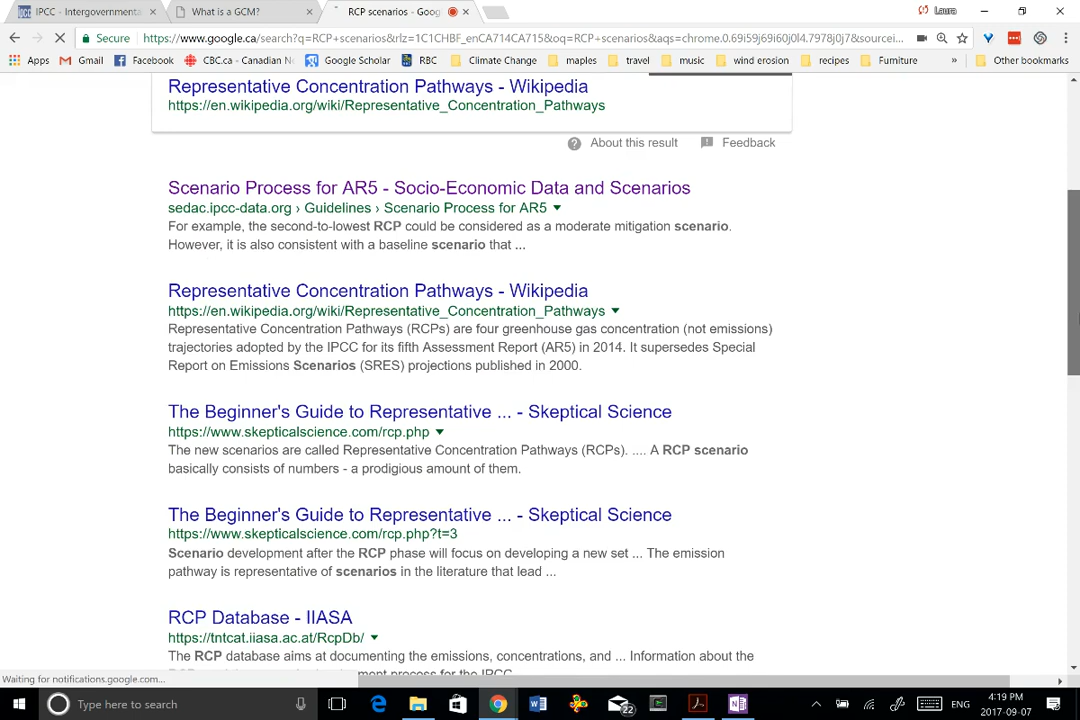 IPCC - Intergovernmenta
What is a GCM?
RCP scenarios - Goog
Laura
Secure
https://www.google.ca/search?q=RCP+scenarios&rlz=1C1CHBF_enCA714CA715&oq=RCP+scenarios&aqs=chrome.0.69i59j69i60j0l4.7978j0j7&sourcei...
Apps
Gmail
Facebook
CBC.ca - Canadian N
Google Scholar
RBC
Climate Change
maples
travel
music
wind erosion
recipes
Furniture
»
Other bookmarks
Representative Concentration Pathways - Wikipedia
https://en.wikipedia.org/wiki/Representative_Concentration_Pathways
About this result
Feedback
Scenario Process for AR5 - Socio-Economic Data and Scenarios
sedac.ipcc-data.org › Guidelines › Scenario Process for AR5
For example, the second-to-lowest RCP could be considered as a moderate mitigation scenario.
However, it is also consistent with a baseline scenario that ...
Representative Concentration Pathways - Wikipedia
https://en.wikipedia.org/wiki/Representative_Concentration_Pathways
Representative Concentration Pathways (RCPs) are four greenhouse gas concentration (not emissions)
trajectories adopted by the IPCC for its fifth Assessment Report (AR5) in 2014. It supersedes Special
Report on Emissions Scenarios (SRES) projections published in 2000.
The Beginner's Guide to Representative ... - Skeptical Science
https://www.skepticalscience.com/rcp.php
The new scenarios are called Representative Concentration Pathways (RCPs). .... A RCP scenario
basically consists of numbers - a prodigious amount of them.
The Beginner's Guide to Representative ... - Skeptical Science
https://www.skepticalscience.com/rcp.php?t=3
Scenario development after the RCP phase will focus on developing a new set ... The emission
pathway is representative of scenarios in the literature that lead ...
RCP Database - IIASA
https://tntcat.iiasa.ac.at/RcpDb/
The RCP database aims at documenting the emissions, concentrations, and ... Information about the
Waiting for notifications.google.com...
Type here to search
22
ENG
4:19 PM
2017-09-07